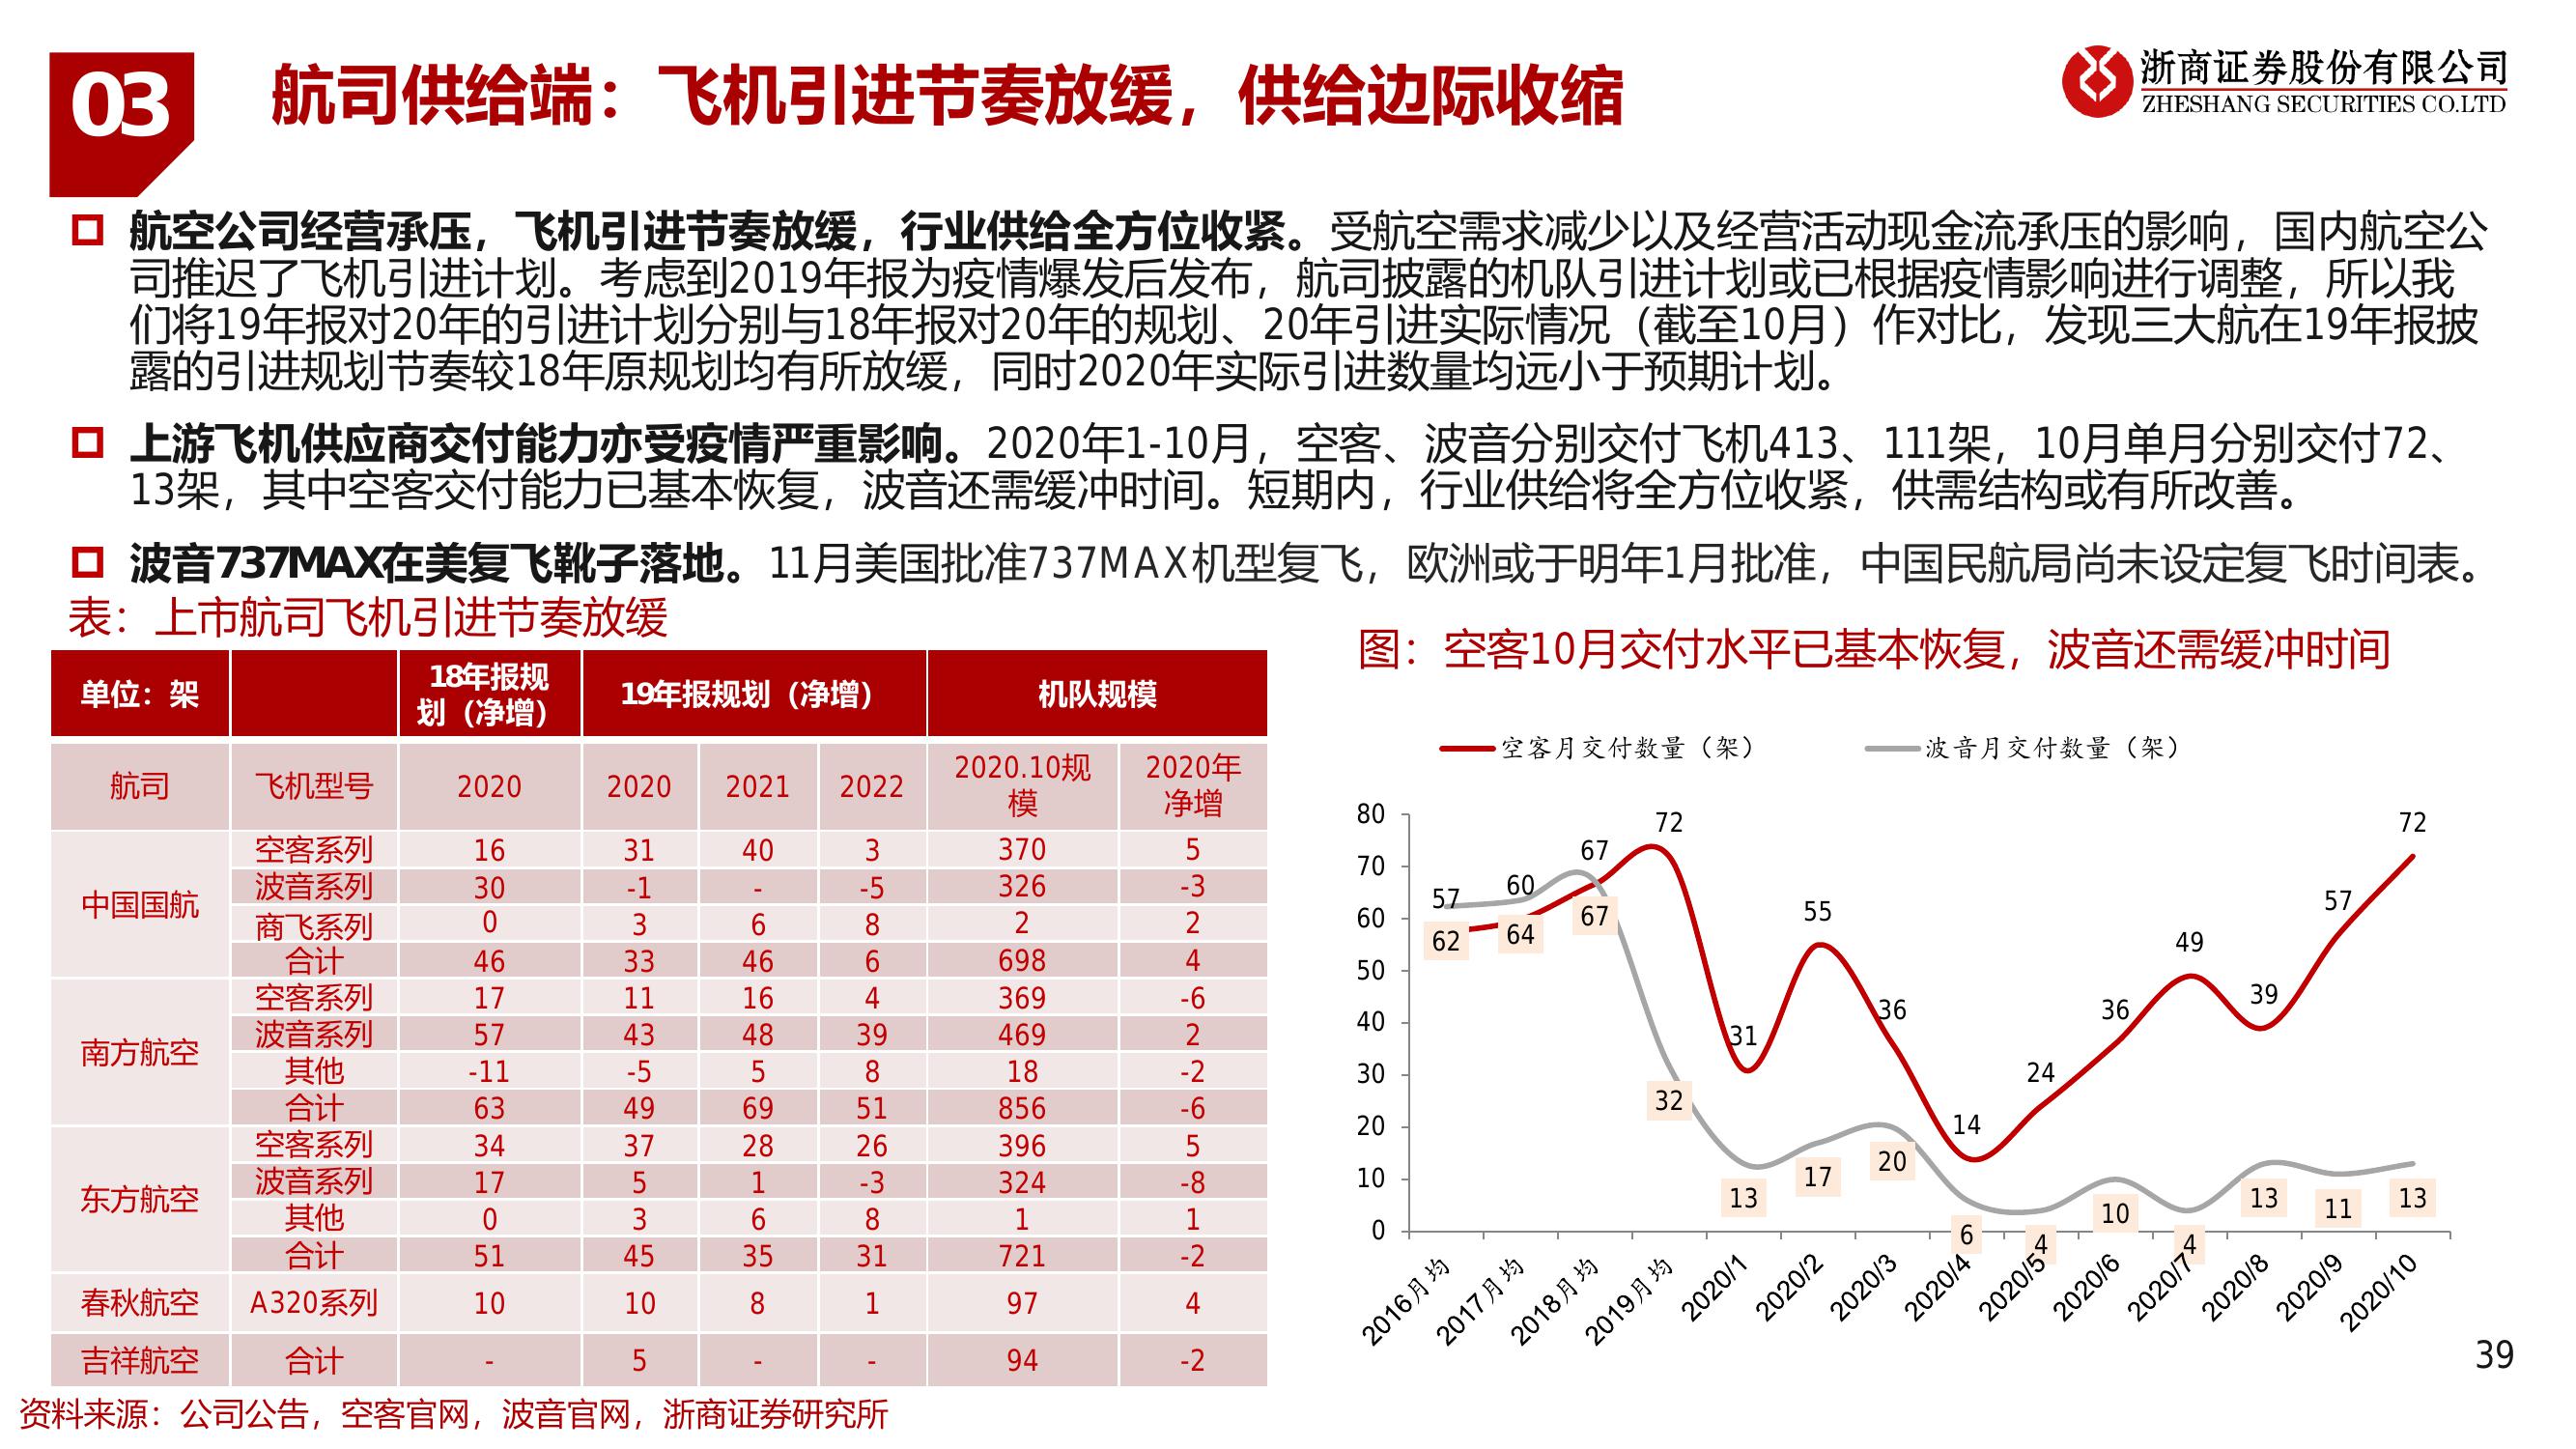 03
航司供给端：飞机引进节奏放缓，供给边际收缩
浙商证券股份有限公司
ZHESHANG SECURITIES CO.LTD
航空公司经营承压，飞机引进节奏放缓，行业供给全方位收紧。受航空需求减少以及经营活动现金流承压的影响，国内航空公
司推迟了飞机引进计划。考虑到2019年报为疫情爆发后发布，航司披露的机队引进计划或已根据疫情影响进行调整，所以我
们将19年报对20年的引进计划分别与18年报对20年的规划、20年引进实际情况（截至10月）作对比，发现三大航在19年报披
露的引进规划节奏较18年原规划均有所放缓，同时2020年实际引进数量均远小于预期计划。
上游飞机供应商交付能力亦受疫情严重影响。2020年1-10月，空客、波音分别交付飞机413、111架，10月单月分别交付72、
13架，其中空客交付能力已基本恢复，波音还需缓冲时间。短期内，行业供给将全方位收紧，供需结构或有所改善。
波音737MAX在美复飞靴子落地。11月美国批准737MAX机型复飞，欧洲或于明年1月批准，中国民航局尚未设定复飞时间表。
表：上市航司飞机引进节奏放缓
单位：架 18年报规划（净增） 19年报规划（净增） 机队规模
航司 飞机型号 2020 2020 2021 2022 2020.10规模 2020年净增
中国国航 空客系列 16 31 40 3 370 5
波音系列 30 -1 - -5 326 -3
商飞系列 0 3 6 8 2 2
合计 46 33 46 6 698 4
南方航空 空客系列 17 11 16 4 369 -6
波音系列 57 43 48 39 469 2
其他 -11 -5 5 8 18 -2
合计 63 49 69 51 856 -6
东方航空 空客系列 34 37 28 26 396 5
波音系列 17 5 1 -3 324 -8
其他 0 3 6 8 1 1
合计 51 45 35 31 721 -2
春秋航空 A320系列 10 10 8 1 97 4
吉祥航空 合计 - 5 - - 94 -2
图：空客10月交付水平已基本恢复，波音还需缓冲时间
空客月交付数量（架） 波音月交付数量（架）
80
70
60
50
40
30
20
10
0
57 60 67 72 31 55 36 14 24 36 49 39 57 72
62 64 67 32 13 17 20 6 4 10 4 13 11 13
2016月均 2017月均 2018月均 2019月均 2020/1 2020/2 2020/3 2020/4 2020/5 2020/6 2020/7 2020/8 2020/9 2020/10
39
资料来源：公司公告，空客官网，波音官网，浙商证券研究所